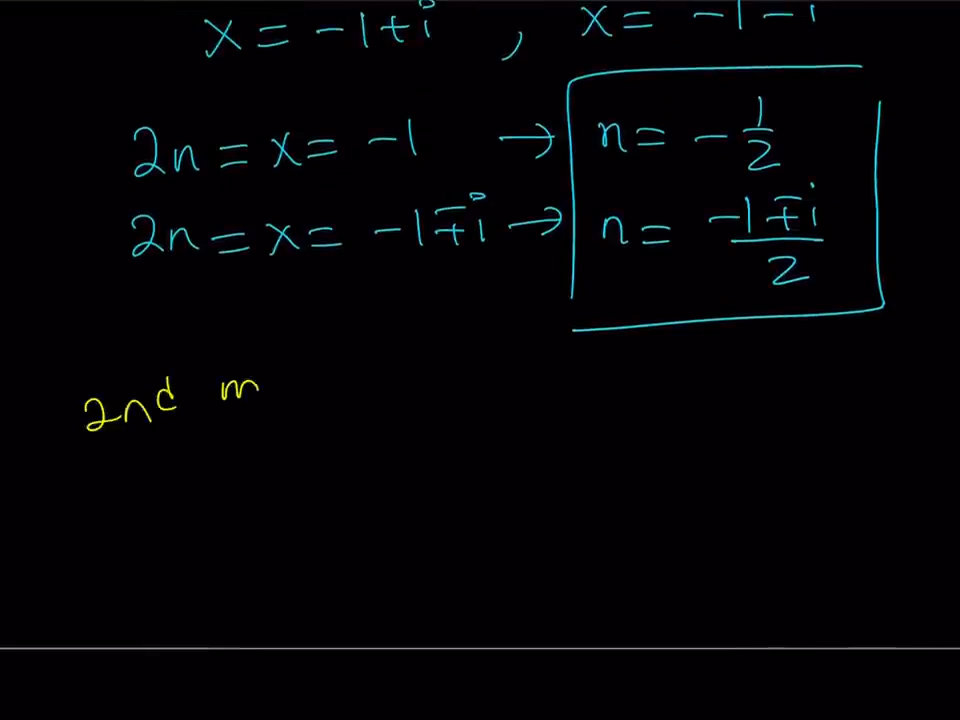 x = -1+i , x = -1-i
2n = x = -1 → n = -1/2
2n = x = -1∓i → n = (-1∓i)/2
2nd m